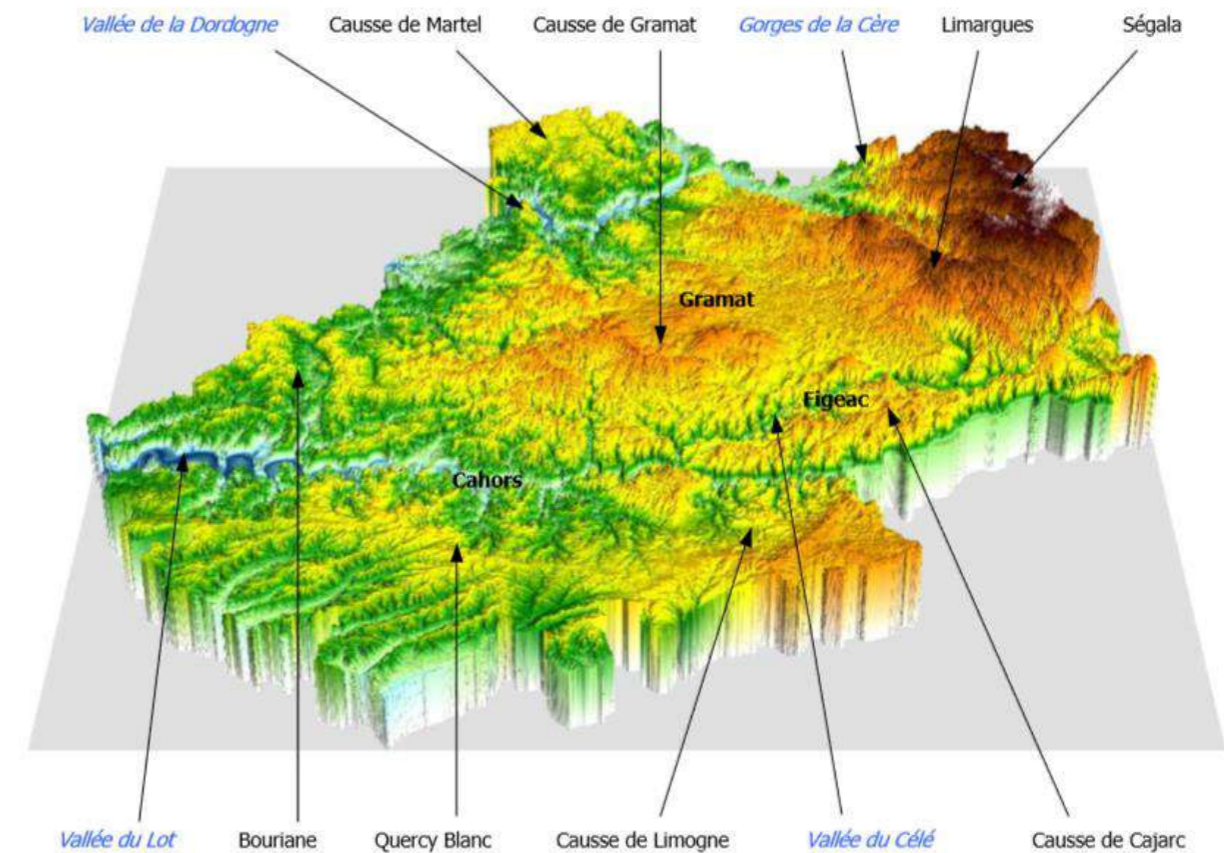 Vallée de la Dordogne
Causse de Martel
Causse de Gramat
Gorges de la Cère
Limargues
Ségala
Gramat
Figeac
Cahors
Vallée du Lot
Bouriane
Quercy Blanc
Causse de Limogne
Vallée du Célé
Causse de Cajarc